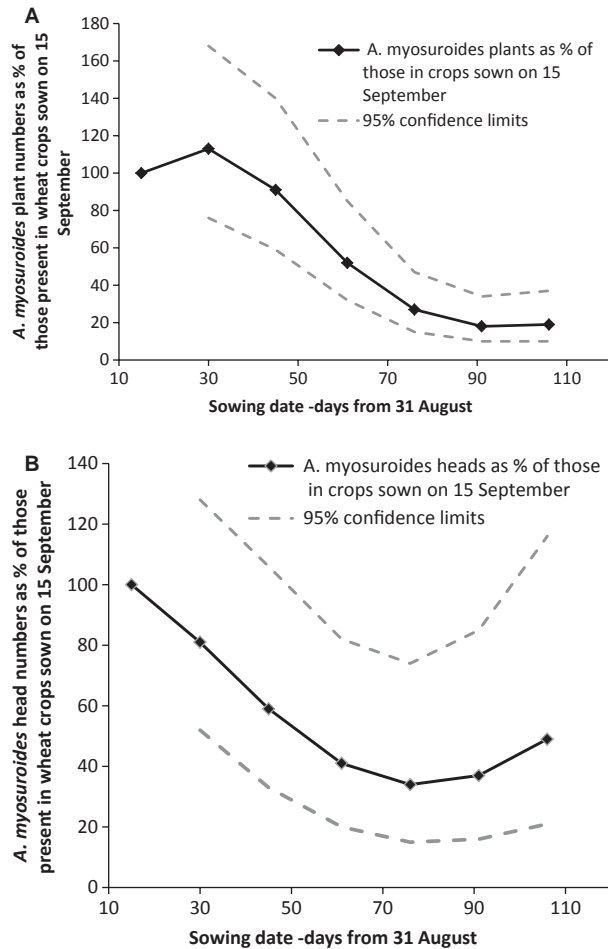 A
A. myosuroides plant numbers as % of
those present in wheat crops sown on 15
September
180
160
140
120
100
80
60
40
20
0
A. myosuroides plants as % of
those in crops sown on 15
September
95% confidence limits
10 30 50 70 90 110
Sowing date -days from 31 August
B
A. myosuroides head numbers as % of those
present in wheat crops sown on 15 September
140
120
100
80
60
40
20
0
A. myosuroides heads as % of those
in crops sown on 15 September
95% confidence limits
10 30 50 70 90 110
Sowing date -days from 31 August